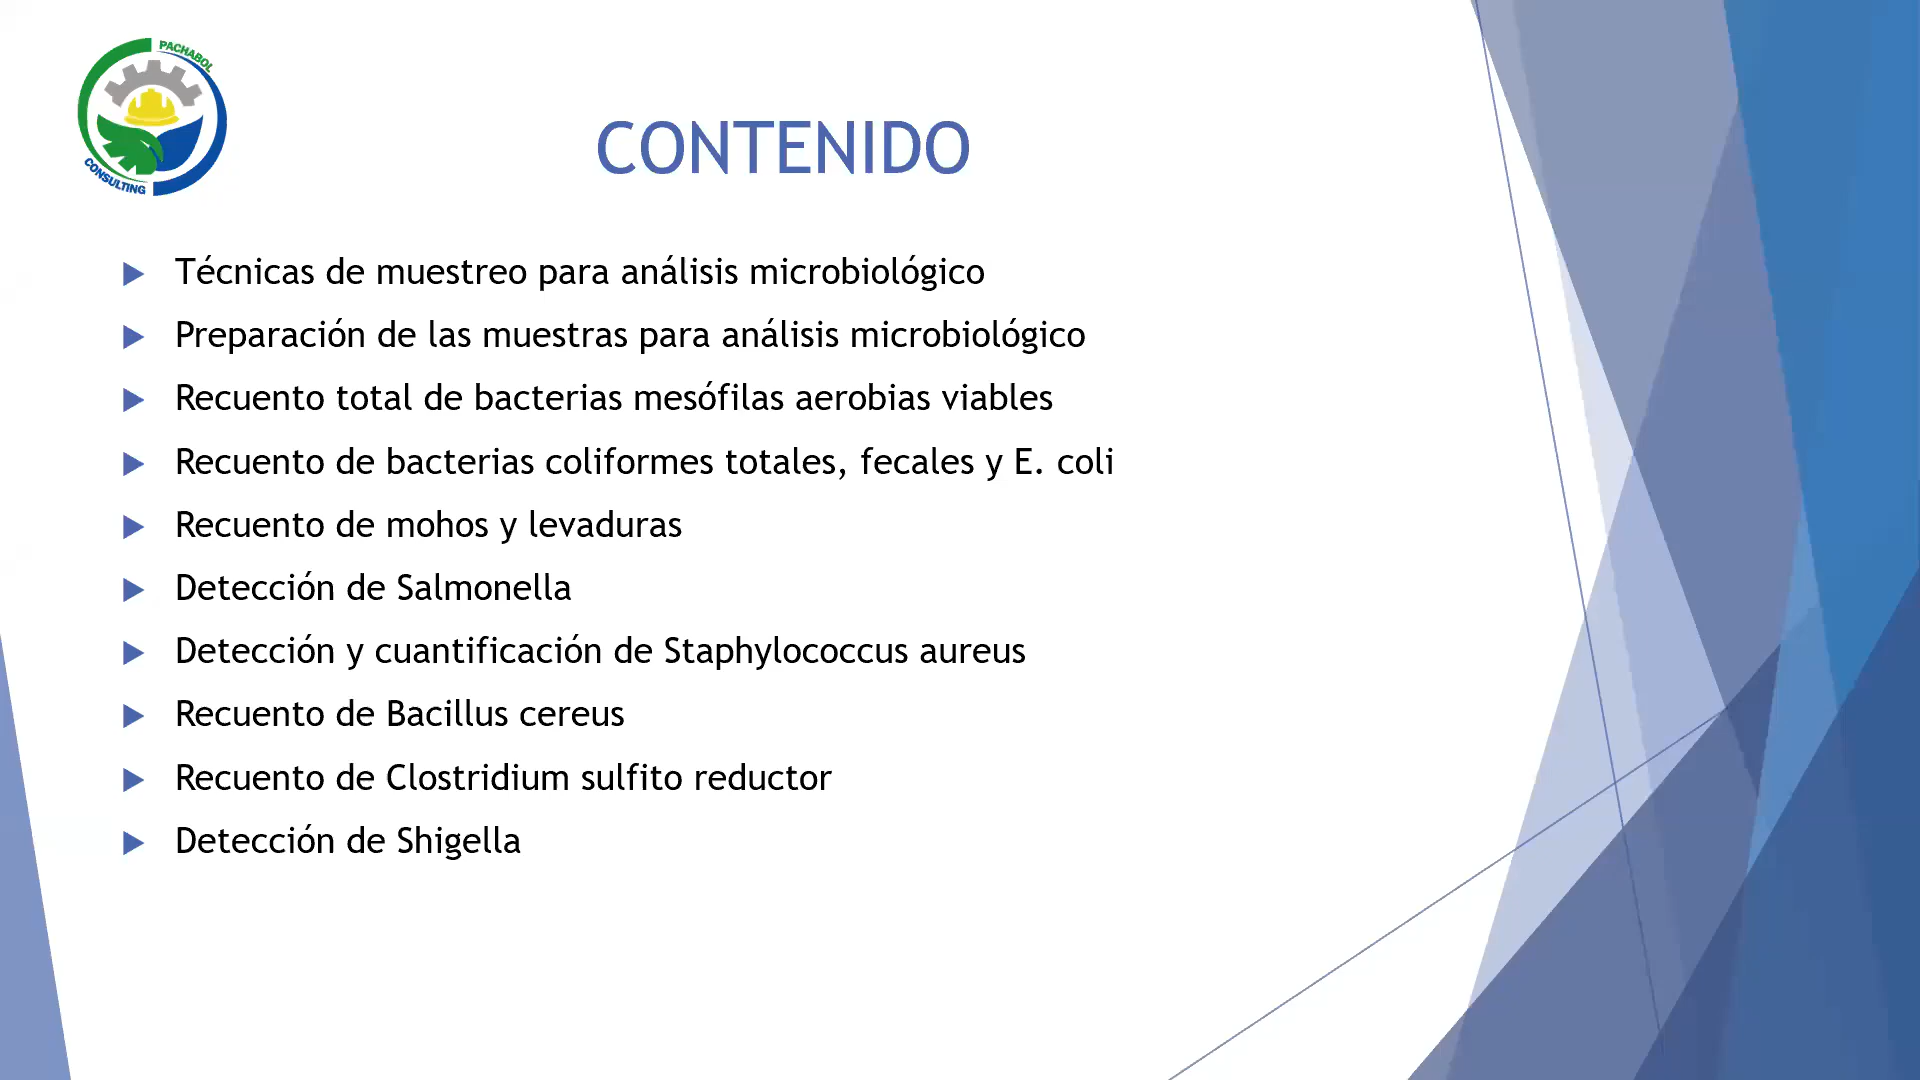 PACHABOL
CONSULTING
CONTENIDO
Técnicas de muestreo para análisis microbiológico
Preparación de las muestras para análisis microbiológico
Recuento total de bacterias mesófilas aerobias viables
Recuento de bacterias coliformes totales, fecales y E. coli
Recuento de mohos y levaduras
Detección de Salmonella
Detección y cuantificación de Staphylococcus aureus
Recuento de Bacillus cereus
Recuento de Clostridium sulfito reductor
Detección de Shigella